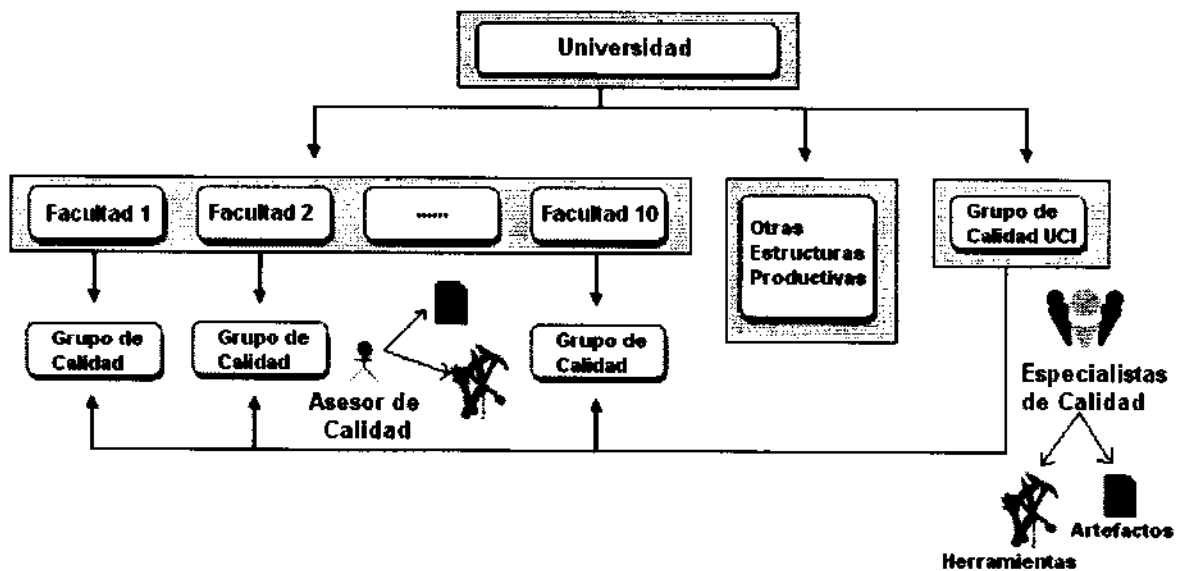 Universidad
Facultad 1
Facultad 2
......
Facultad 10
Otras
Estructuras
Productivas
Grupo de
Calidad UCI
Grupo de
Calidad
Grupo de
Calidad
Asesor de
Calidad
Grupo de
Calidad
Especialistas
de Calidad
Herramientas
Artefactos